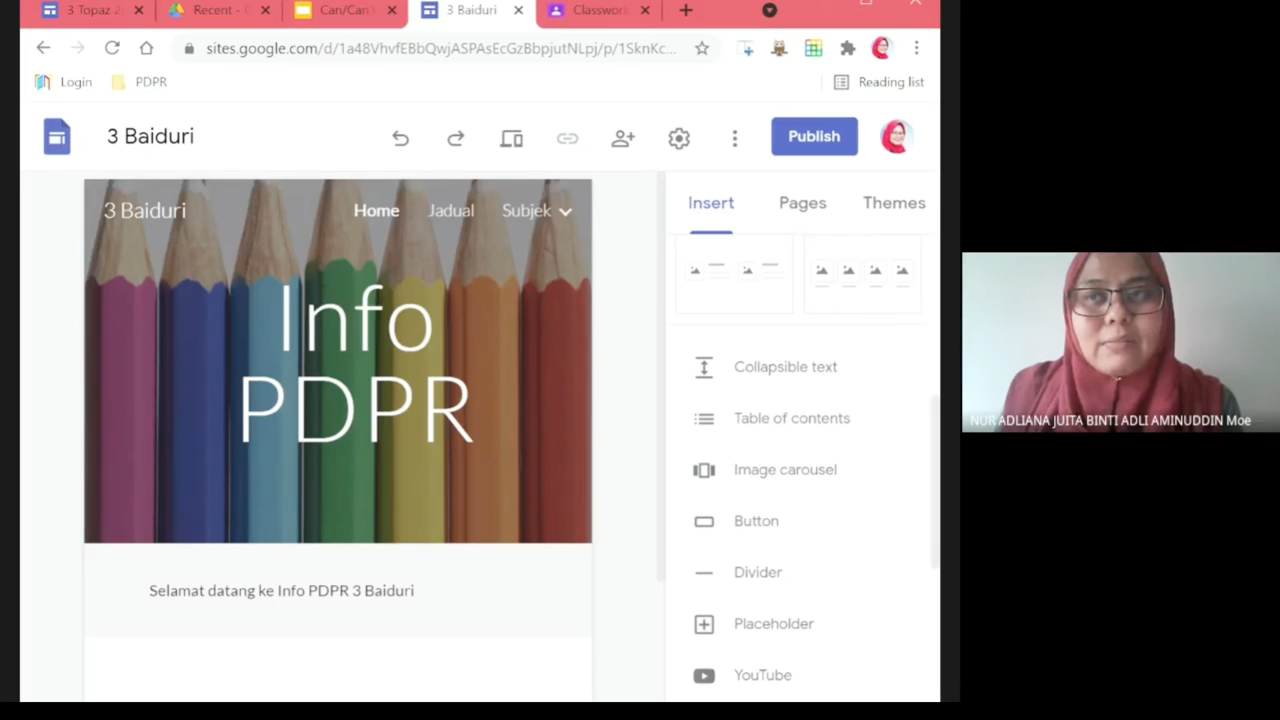 3 Topaz
Recent -
Can/Can'
3 Baiduri
Classwork
sites.google.com/d/1a48VhvfEBbQwjASPAsEcGzBbpjutNLpj/p/1SknKc...
Login
PDPR
Reading list
3 Baiduri
Publish
3 Baiduri
Home
Jadual
Subjek
Insert
Pages
Themes
Info
PDPR
Collapsible text
Table of contents
Image carousel
Button
Divider
Placeholder
YouTube
Selamat datang ke Info PDPR 3 Baiduri
NUR ADLIANA JUITA BINTI ADLI AMINUDDIN Moe